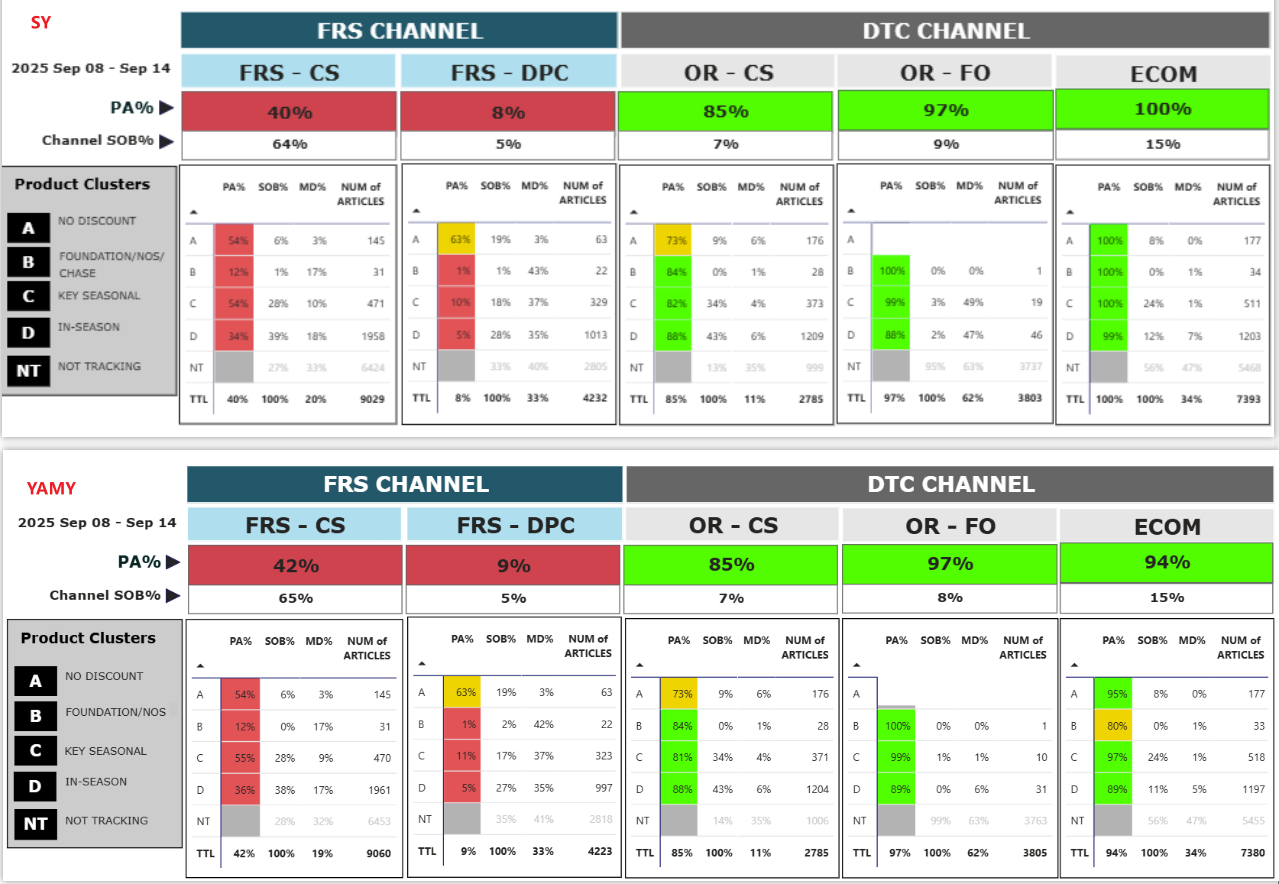 SY
FRS CHANNEL DTC CHANNEL
2025 Sep 08 - Sep 14 FRS - CS FRS - DPC OR - CS OR - FO ECOM
PA% 40% 8% 85% 97% 100%
Channel SOB% 64% 5% 7% 9% 15%
Product Clusters
A NO DISCOUNT
B FOUNDATION/NOS/
CHASE
C KEY SEASONAL
D IN-SEASON
NT NOT TRACKING
PA% SOB% MD% NUM of
ARTICLES
A 54% 6% 3% 145
B 12% 1% 17% 31
C 54% 28% 10% 471
D 34% 39% 18% 1958
NT 27% 33% 6424
TTL 40% 100% 20% 9029
PA% SOB% MD% NUM of
ARTICLES
A 63% 19% 3% 63
B 1% 1% 43% 22
C 10% 18% 37% 329
D 5% 28% 35% 1013
NT 33% 40% 2805
TTL 8% 100% 33% 4232
PA% SOB% MD% NUM of
ARTICLES
A 73% 9% 6% 176
B 84% 0% 1% 28
C 82% 34% 4% 373
D 88% 43% 6% 1209
NT 13% 35% 999
TTL 85% 100% 11% 2785
PA% SOB% MD% NUM of
ARTICLES
A
B 100% 0% 0% 1
C 99% 3% 49% 19
D 88% 2% 47% 46
NT 95% 63% 3737
TTL 97% 100% 62% 3803
PA% SOB% MD% NUM of
ARTICLES
A 100% 8% 0% 177
B 100% 0% 1% 34
C 100% 24% 1% 511
D 99% 12% 7% 1203
NT 56% 47% 5468
TTL 100% 100% 34% 7393
YAMY
FRS CHANNEL DTC CHANNEL
2025 Sep 08 - Sep 14 FRS - CS FRS - DPC OR - CS OR - FO ECOM
PA% 42% 9% 85% 97% 94%
Channel SOB% 65% 5% 7% 8% 15%
Product Clusters
A NO DISCOUNT
B FOUNDATION/NOS
C KEY SEASONAL
D IN-SEASON
NT NOT TRACKING
PA% SOB% MD% NUM of
ARTICLES
A 54% 6% 3% 145
B 12% 0% 17% 31
C 55% 28% 9% 470
D 36% 38% 17% 1961
NT 28% 32% 6453
TTL 42% 100% 19% 9060
PA% SOB% MD% NUM of
ARTICLES
A 63% 19% 3% 63
B 1% 2% 42% 22
C 11% 17% 37% 323
D 5% 27% 35% 997
NT 35% 41% 2818
TTL 9% 100% 33% 4223
PA% SOB% MD% NUM of
ARTICLES
A 73% 9% 6% 176
B 84% 0% 1% 28
C 81% 34% 4% 371
D 88% 43% 6% 1204
NT 14% 35% 1006
TTL 85% 100% 11% 2785
PA% SOB% MD% NUM of
ARTICLES
A
B 100% 0% 0% 1
C 99% 1% 1% 10
D 89% 0% 6% 31
NT 99% 63% 3763
TTL 97% 100% 62% 3805
PA% SOB% MD% NUM of
ARTICLES
A 95% 8% 0% 177
B 80% 0% 1% 33
C 97% 24% 1% 518
D 89% 11% 5% 1197
NT 56% 47% 5455
TTL 94% 100% 34% 7380